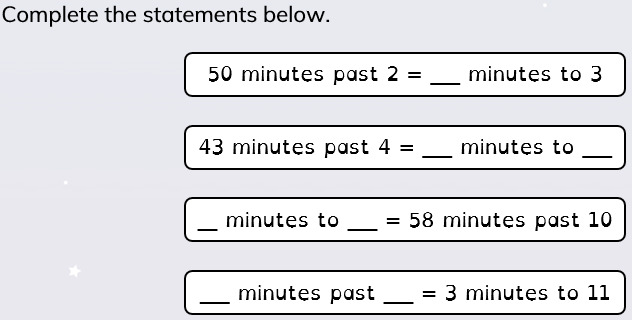 Complete the statements below.
50 minutes past 2 = ___ minutes to 3
43 minutes past 4 = ___ minutes to ___
__ minutes to ___ = 58 minutes past 10
___ minutes past ___ = 3 minutes to 11